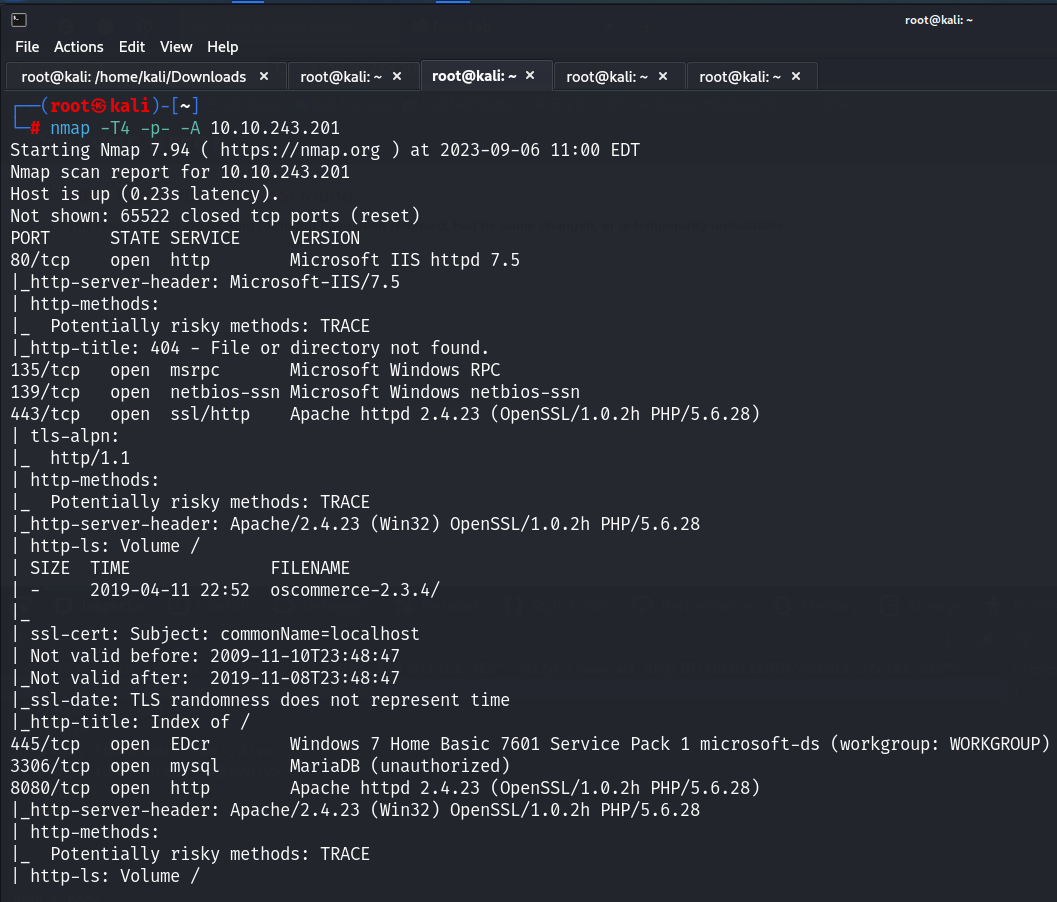 root@kali: ~
File Actions Edit View Help
root@kali: /home/kali/Downloads × root@kali: ~ × root@kali: ~ × root@kali: ~ × root@kali: ~ ×
┌──(root㉿kali)-[~]
└─# nmap -T4 -p- -A 10.10.243.201
Starting Nmap 7.94 ( https://nmap.org ) at 2023-09-06 11:00 EDT
Nmap scan report for 10.10.243.201
Host is up (0.23s latency).
Not shown: 65522 closed tcp ports (reset)
PORT      STATE SERVICE     VERSION
80/tcp    open  http        Microsoft IIS httpd 7.5
|_http-server-header: Microsoft-IIS/7.5
| http-methods:
|_  Potentially risky methods: TRACE
|_http-title: 404 - File or directory not found.
135/tcp   open  msrpc       Microsoft Windows RPC
139/tcp   open  netbios-ssn Microsoft Windows netbios-ssn
443/tcp   open  ssl/http    Apache httpd 2.4.23 (OpenSSL/1.0.2h PHP/5.6.28)
| tls-alpn:
|_  http/1.1
| http-methods:
|_  Potentially risky methods: TRACE
|_http-server-header: Apache/2.4.23 (Win32) OpenSSL/1.0.2h PHP/5.6.28
| http-ls: Volume /
| SIZE  TIME              FILENAME
| -     2019-04-11 22:52  oscommerce-2.3.4/
|_
| ssl-cert: Subject: commonName=localhost
| Not valid before: 2009-11-10T23:48:47
|_Not valid after:  2019-11-08T23:48:47
|_ssl-date: TLS randomness does not represent time
|_http-title: Index of /
445/tcp   open  EDcr        Windows 7 Home Basic 7601 Service Pack 1 microsoft-ds (workgroup: WORKGROUP)
3306/tcp  open  mysql       MariaDB (unauthorized)
8080/tcp  open  http        Apache httpd 2.4.23 (OpenSSL/1.0.2h PHP/5.6.28)
|_http-server-header: Apache/2.4.23 (Win32) OpenSSL/1.0.2h PHP/5.6.28
| http-methods:
|_  Potentially risky methods: TRACE
| http-ls: Volume /